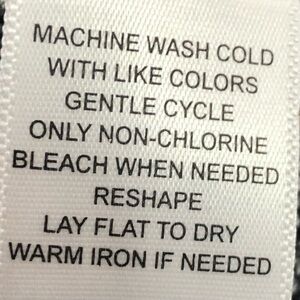 MACHINE WASH COLD
WITH LIKE COLORS
GENTLE CYCLE
ONLY NON-CHLORINE
BLEACH WHEN NEEDED
RESHAPE
LAY FLAT TO DRY
WARM IRON IF NEEDED